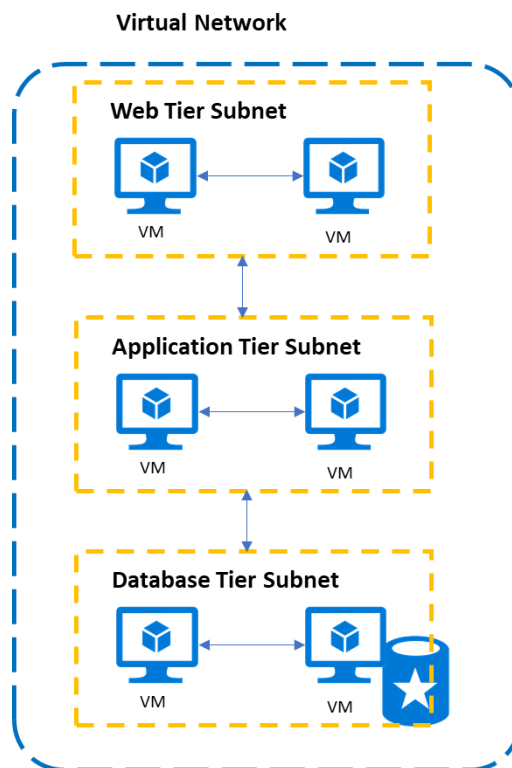 Virtual Network
Web Tier Subnet
VM
VM
Application Tier Subnet
VM
VM
Database Tier Subnet
VM
VM